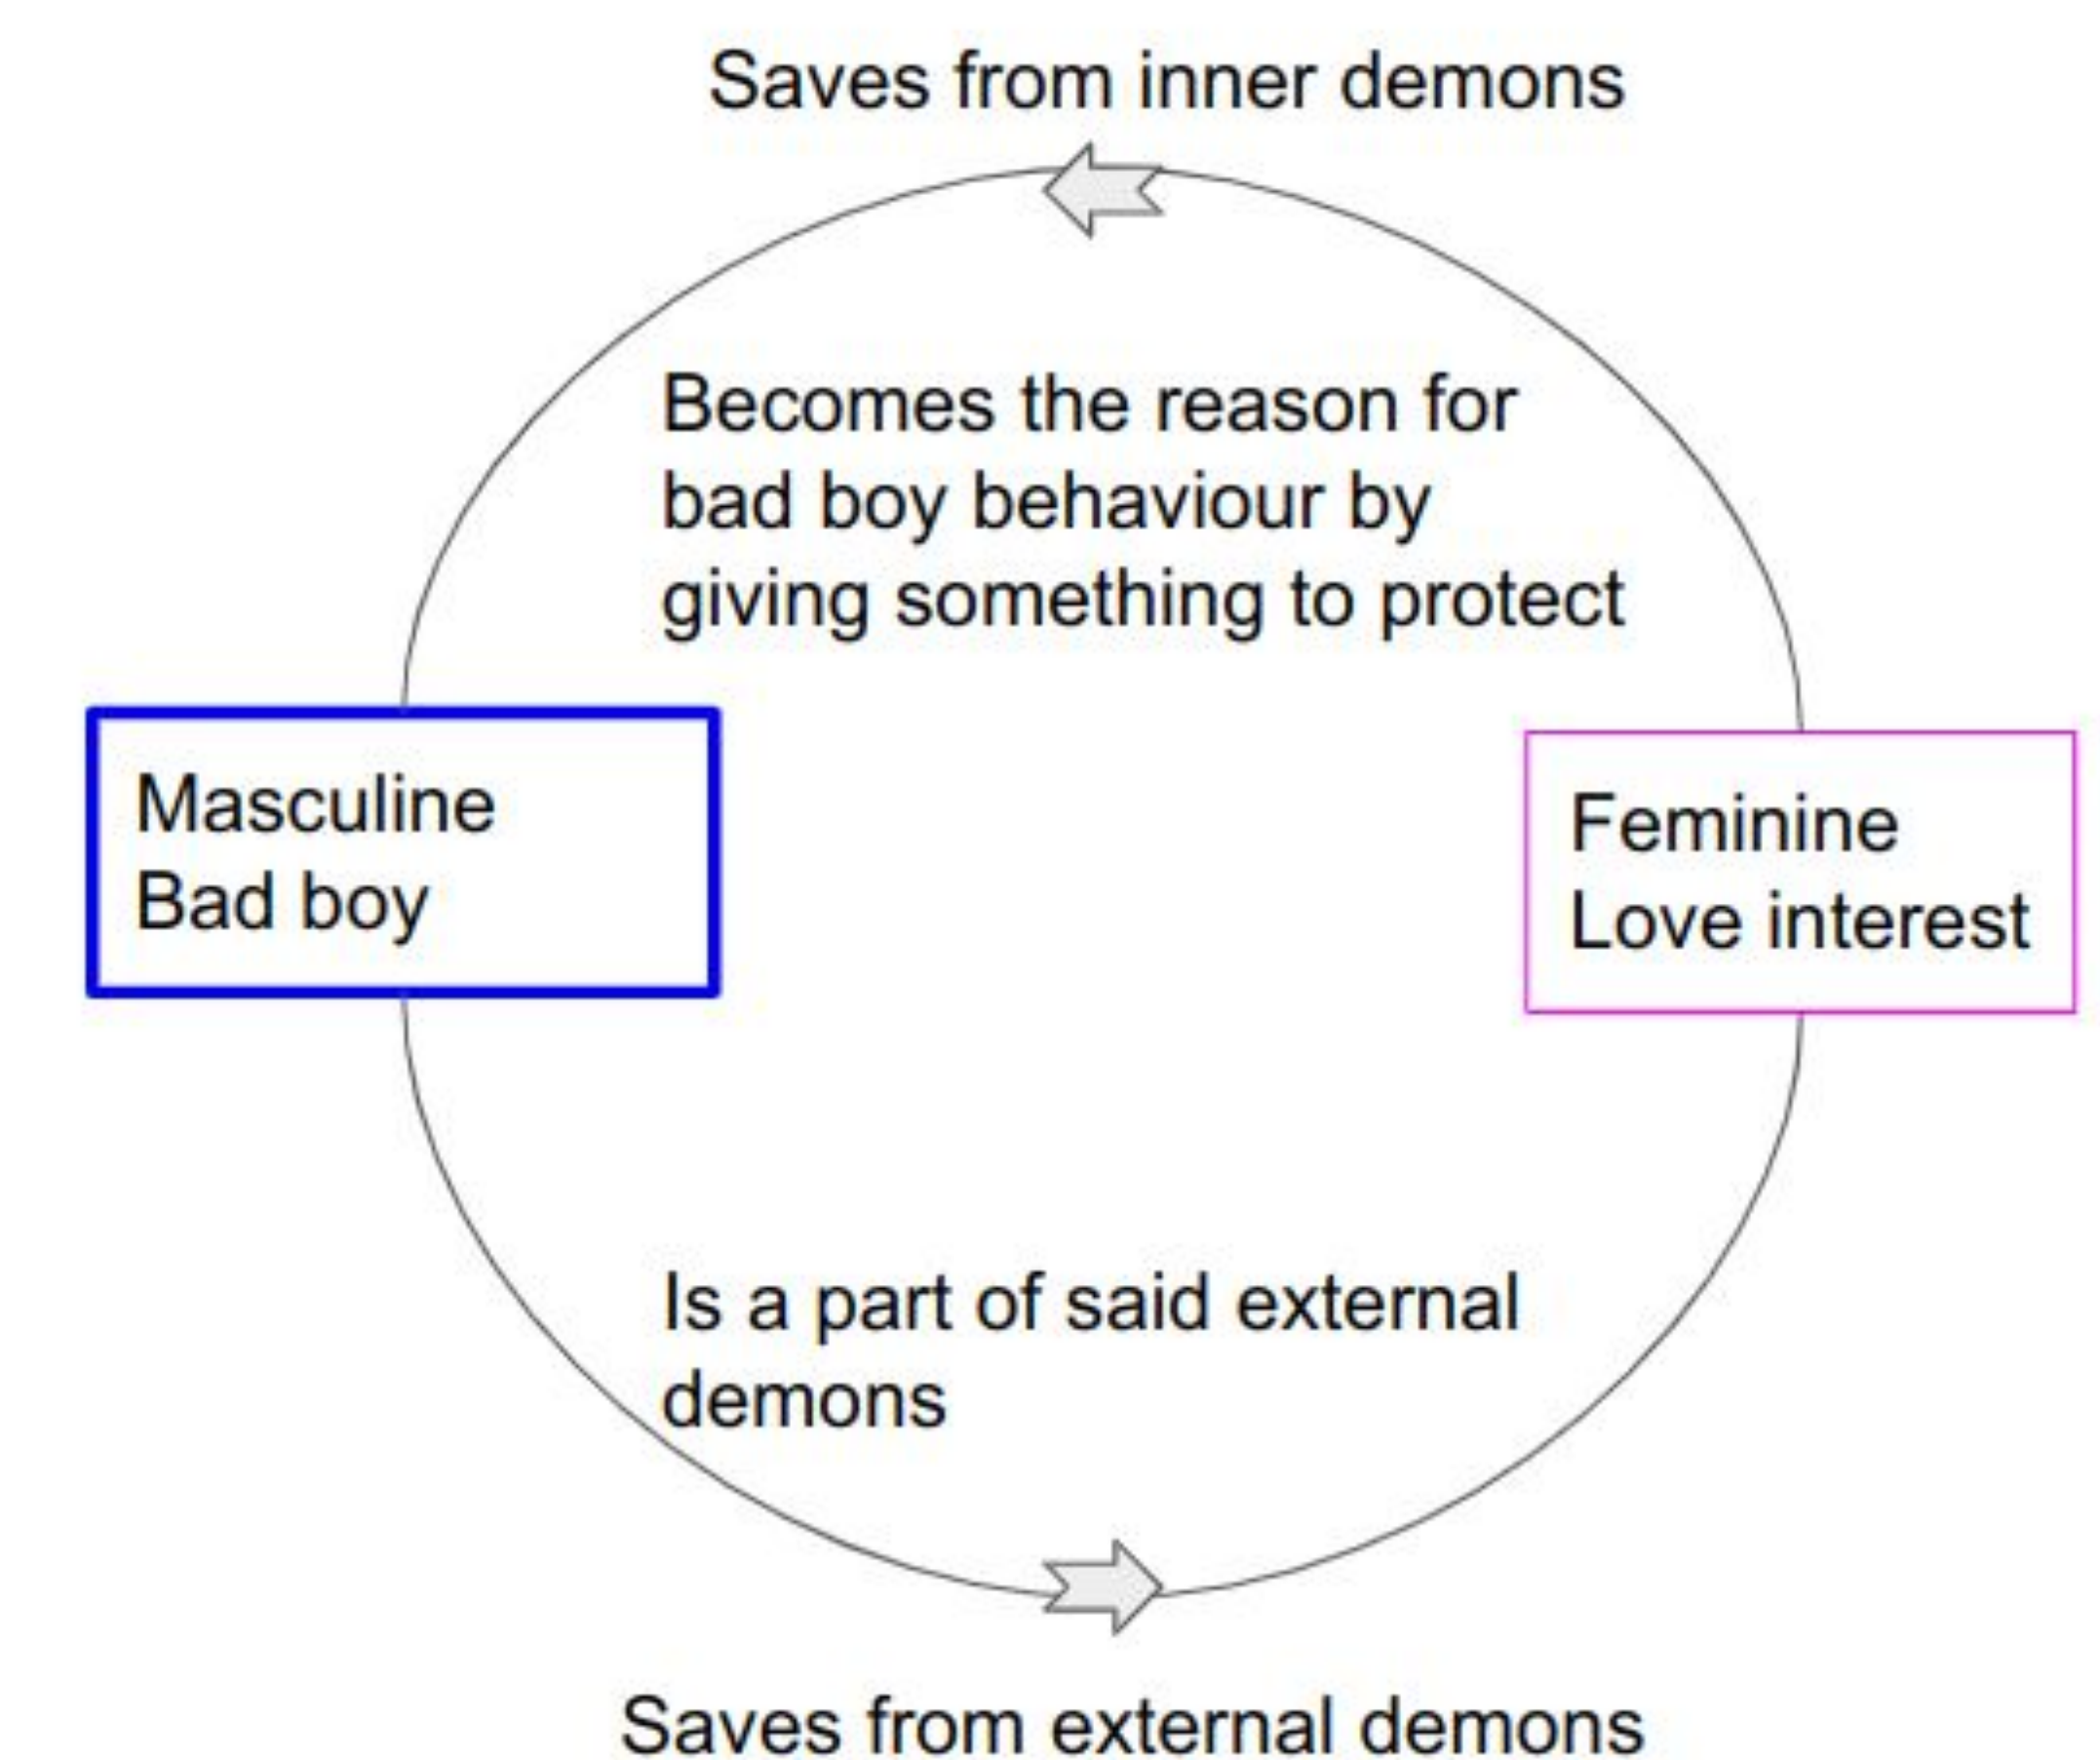 Saves from inner demons
Becomes the reason for
bad boy behaviour by
giving something to protect
Masculine
Bad boy
Feminine
Love interest
Is a part of said external
demons
Saves from external demons